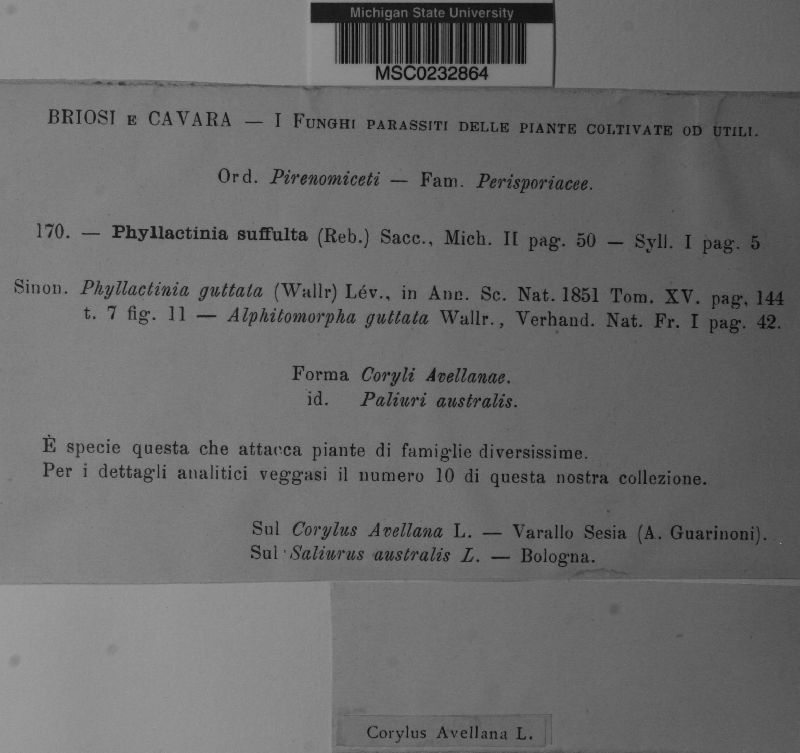 Michigan State University
MSC0232864
BRIOSI E CAVARA — I FUNGHI PARASSITI DELLE PIANTE COLTIVATE OD UTILI.
Ord. Pirenomiceti — Fam. Perisporiacee.
170. — Phyllactinia suffulta (Reb.) Sacc., Mich. II pag. 50 — Syll. I pag. 5
Sinon. Phyllactinia guttata (Wallr) Lév., in Ann. Sc. Nat. 1851 Tom. XV. pag. 144
t. 7 fig. 11 — Alphitomorpha guttata Wallr., Verhand. Nat. Fr. I pag. 42.
Forma Coryli Avellanae.
id. Paliuri australis.
È specie questa che attacca piante di famiglie diversissime.
Per i dettagli analitici veggasi il numero 10 di questa nostra collezione.
Sul Corylus Avellana L. — Varallo Sesia (A. Guarinoni).
Sul Saliurus australis L. — Bologna.
Corylus Avellana L.